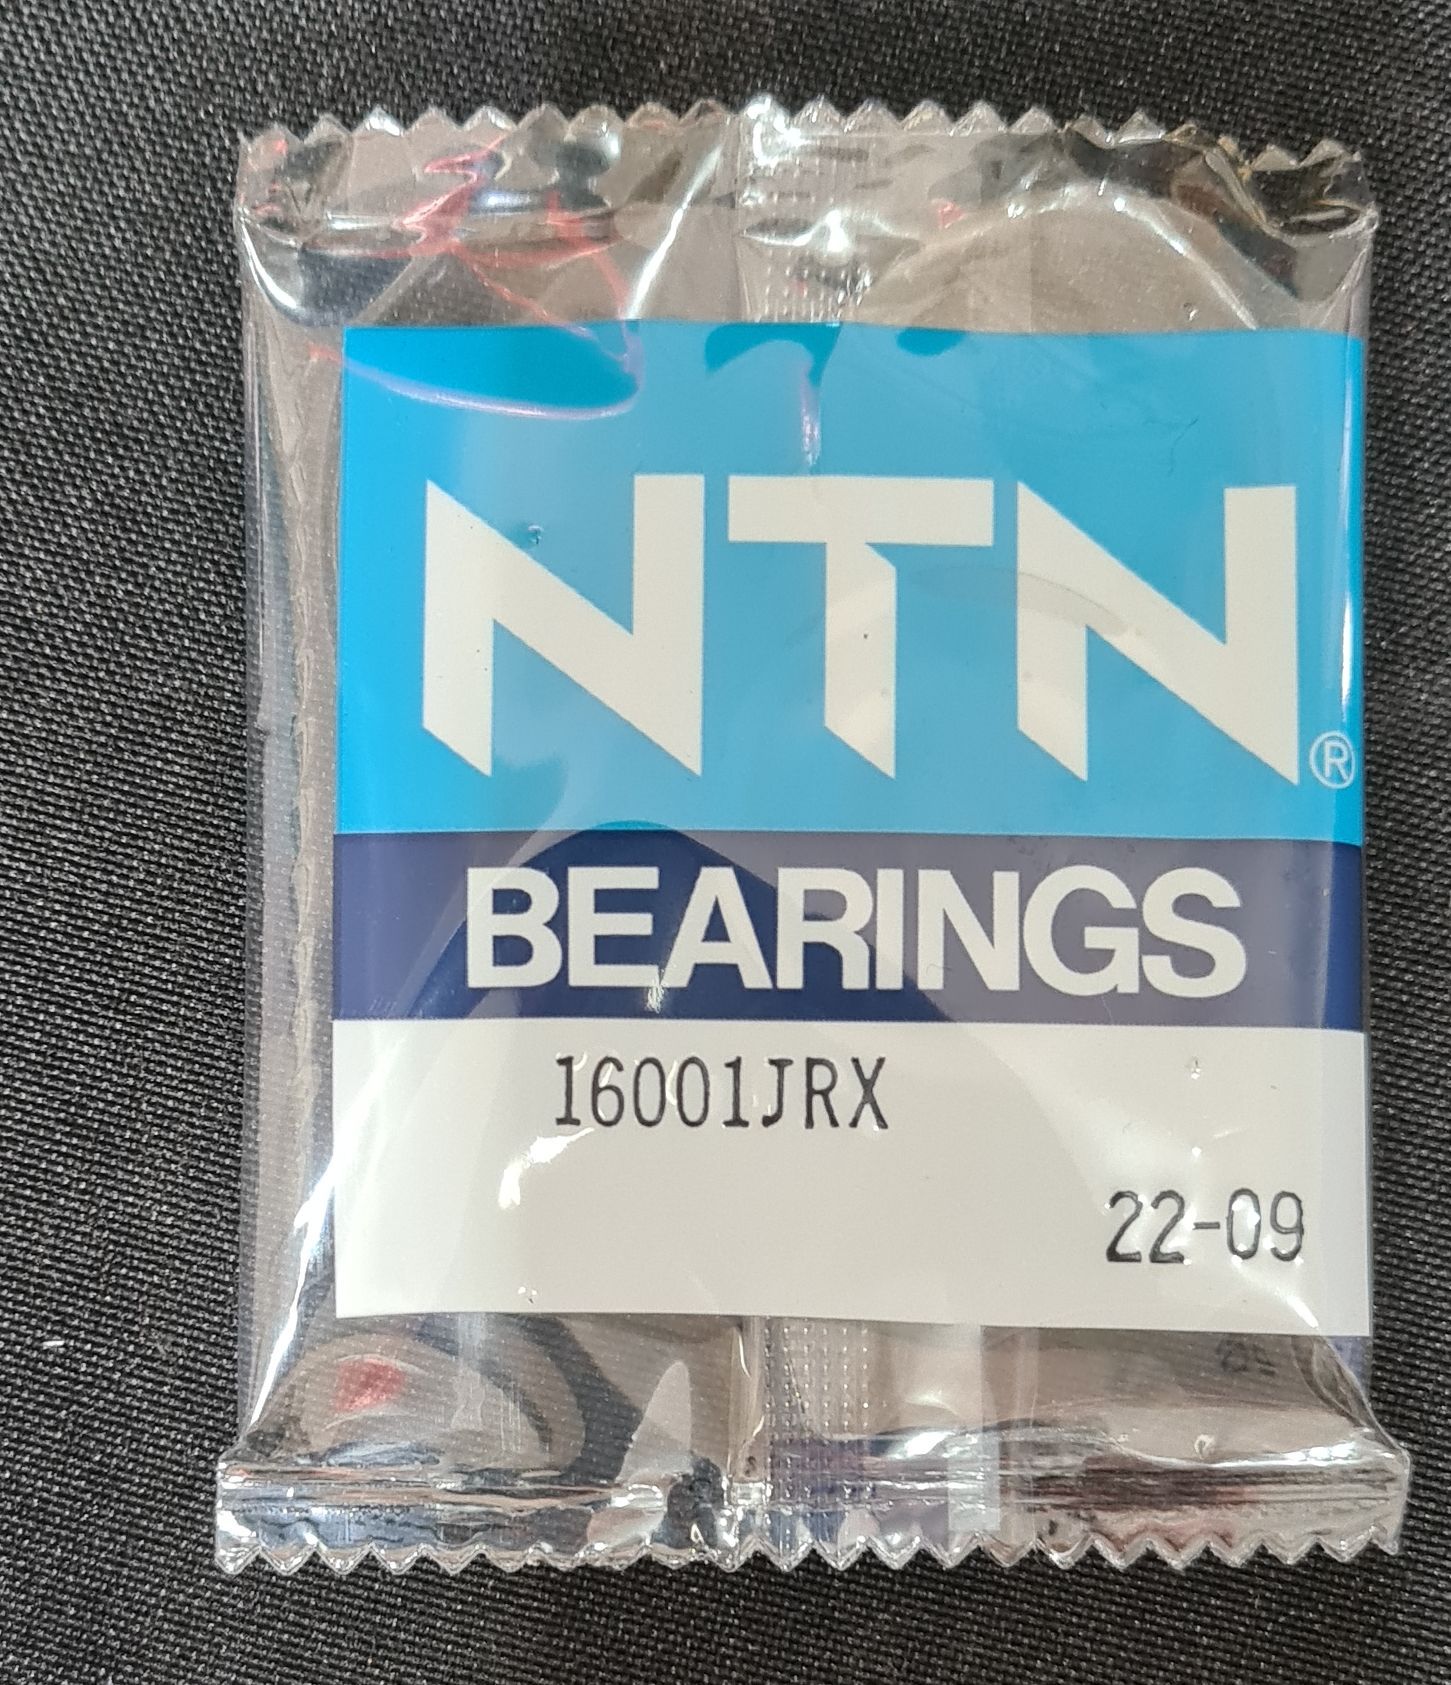 NTN®
BEARINGS
16001JRX
22-09